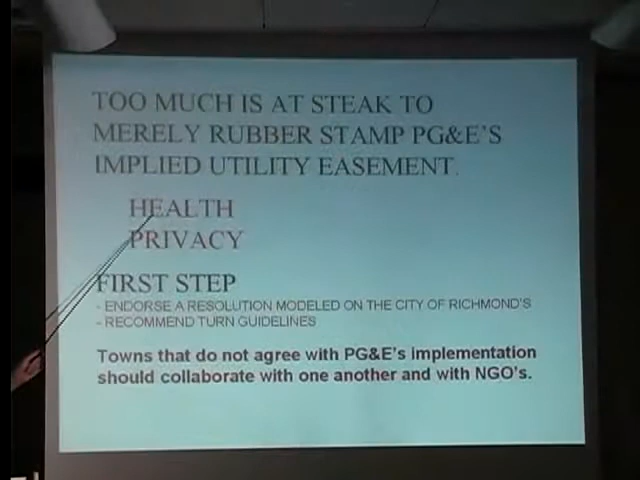 TOO MUCH IS AT STEAK TO
MERELY RUBBER STAMP PG&E'S
IMPLIED UTILITY EASEMENT.
HEALTH
PRIVACY
FIRST STEP
- ENDORSE A RESOLUTION MODELED ON THE CITY OF RICHMOND'S
- RECOMMEND TURN GUIDELINES
Towns that do not agree with PG&E's implementation
should collaborate with one another and with NGO's.